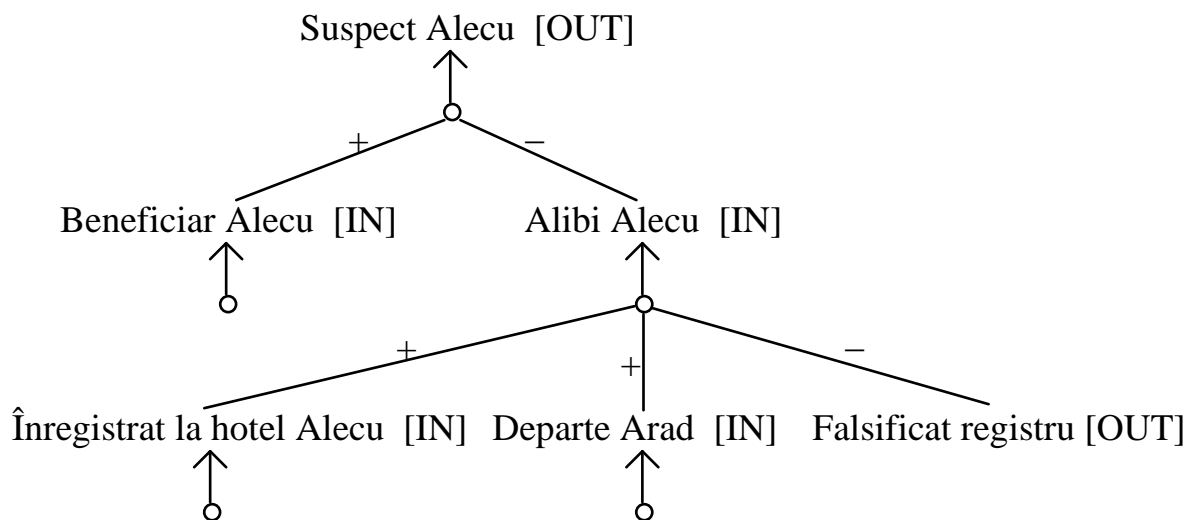 Suspect Alecu [OUT]
+ −
Beneficiar Alecu [IN] Alibi Alecu [IN]
+ + −
Înregistrat la hotel Alecu [IN] Departe Arad [IN] Falsificat registru [OUT]